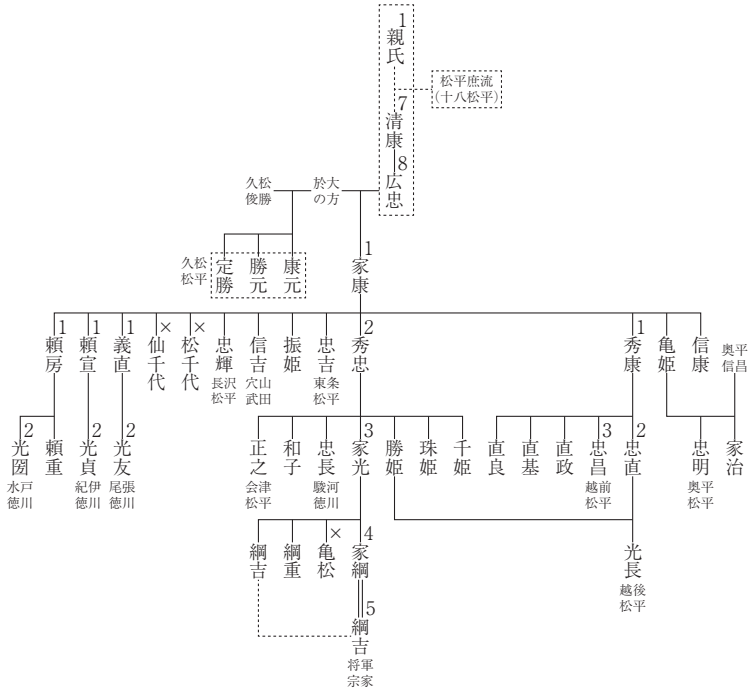 1
親氏
松平庶流
(十八松平)
7
清康
8
広忠
於大
の方
久松
俊勝
久松
松平
康元
勝元
定勝
1
家康
奥平
信昌
信康
亀姫
1
秀康
2
秀忠
忠吉
東条
松平
振姫
信吉
穴山
武田
忠輝
長沢
松平
×
松千代
×
仙千代
1
義直
1
頼宣
1
頼房
家治
忠明
奥平
松平
2
忠直
3
忠昌
越前
松平
直政
直基
直良
千姫
珠姫
勝姫
3
家光
忠長
駿河
徳川
和子
正之
会津
松平
2
光友
尾張
徳川
2
光貞
紀伊
徳川
頼重
2
光圀
水戸
徳川
光長
越後
松平
4
家綱
×
亀松
綱重
綱吉
5
綱吉
将軍
宗家